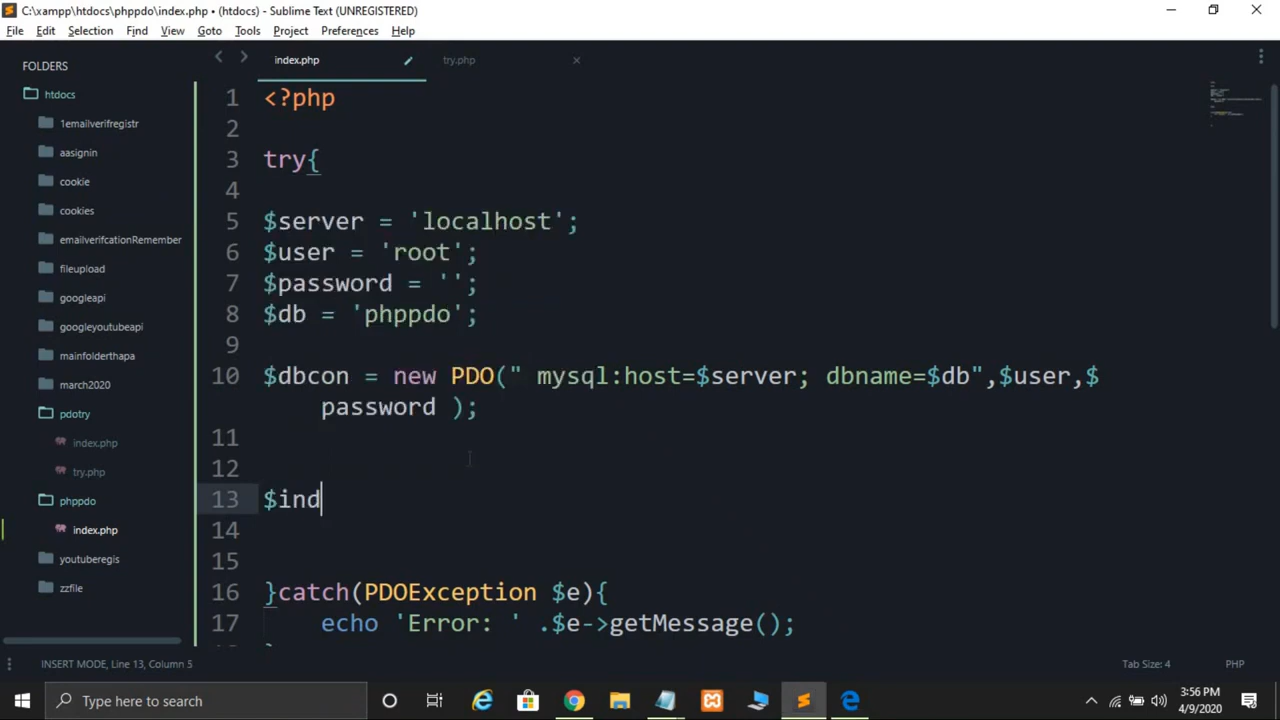 C:\xampp\htdocs\phppdo\index.php • (htdocs) - Sublime Text (UNREGISTERED)
File Edit Selection Find View Goto Tools Project Preferences Help
FOLDERS
htdocs
1emailverifregistr
aasignin
cookie
cookies
emailverifcationRemember
fileupload
googleapi
googleyoutubeapi
mainfolderthapa
march2020
pdotry
index.php
try.php
phppdo
index.php
youtuberegis
zzfile
index.php try.php
1 <?php
2
3 try{
4
5 $server = 'localhost';
6 $user = 'root';
7 $password = '';
8 $db = 'phppdo';
9
10 $dbcon = new PDO(" mysql:host=$server; dbname=$db",$user,$
password );
11
12
13 $ind
14
15
16 }catch(PDOException $e){
17 echo 'Error: ' .$e->getMessage();
INSERT MODE, Line 13, Column 5 Tab Size: 4 PHP
Type here to search
3:56 PM
4/9/2020